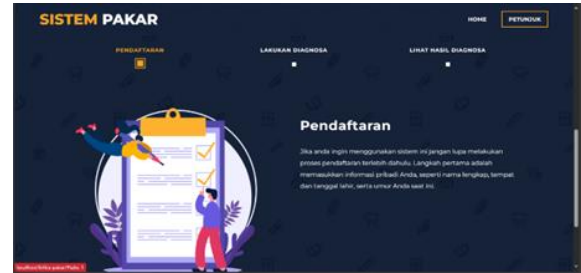 SISTEM PAKAR
HOME
PETUNJUK
PENDAFTARAN
LAKUKAN DIAGNOSA
LIHAT HASIL DIAGNOSA
Pendaftaran
Jika anda ingin menggunakan sistem ini jangan lupa melakukan
proses pendaftaran terlebih dahulu. Langkah pertama adalah
memasukkan informasi pribadi Anda, seperti nama lengkap, tempat
dan tanggal lahir, serta umur Anda saat ini.